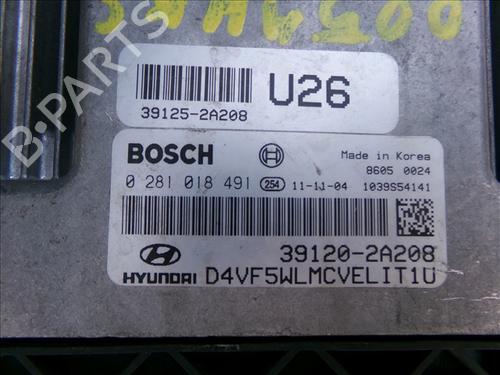 39125-2A208
U26
BOSCH
Made in Korea
8605 0024
0 281 018 491 254 11-11-04 1039S54141
39120-2A208
HYUNDAI D4VF5WLMCVELIT1U
B-PARTS